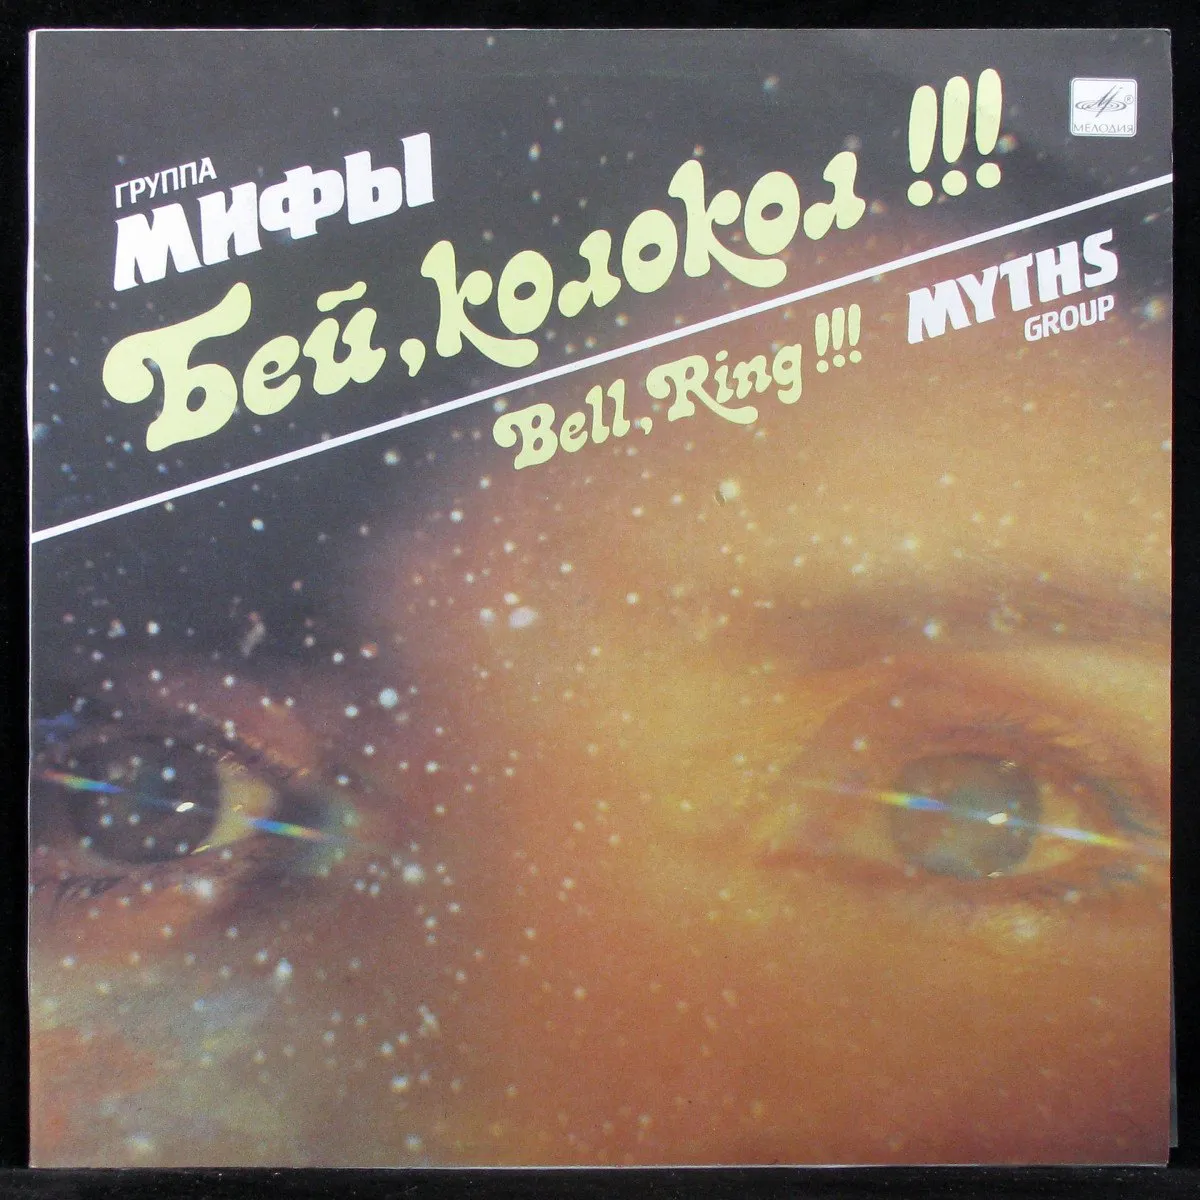 ГРУППА
МИФЫ
Бей, колокол!!!
Bell, Ring!!!
MYTHS
GROUP
МЕЛОДИЯ
®